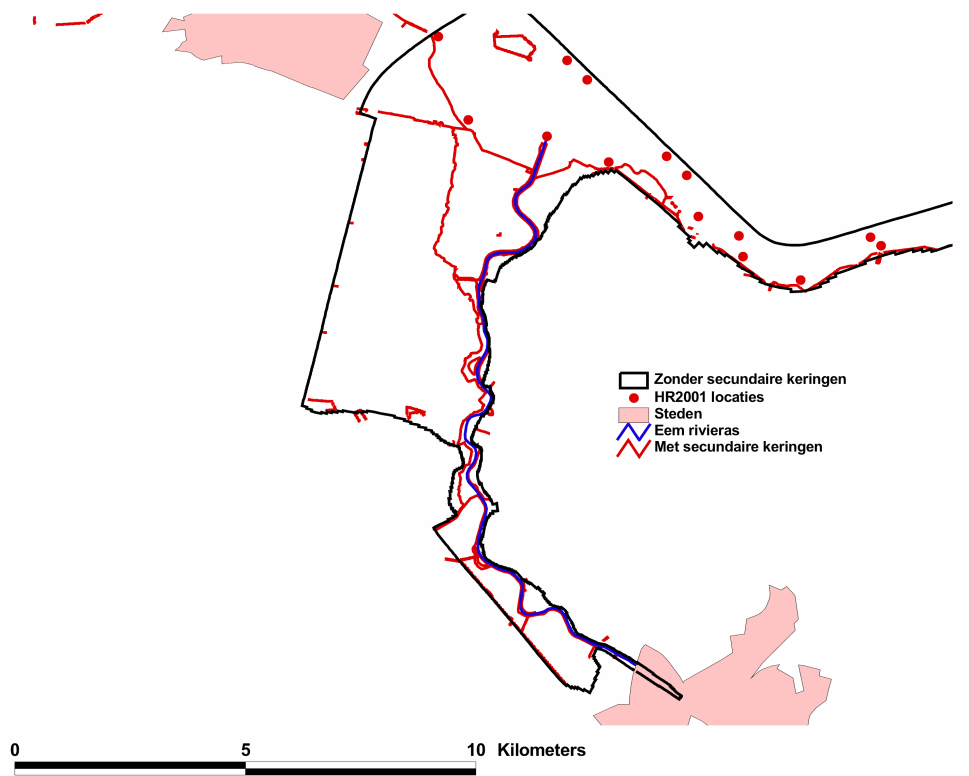 Zonder secundaire keringen
HR2001 locaties
Steden
Eem rivieras
Met secundaire keringen
0 5 10 Kilometers